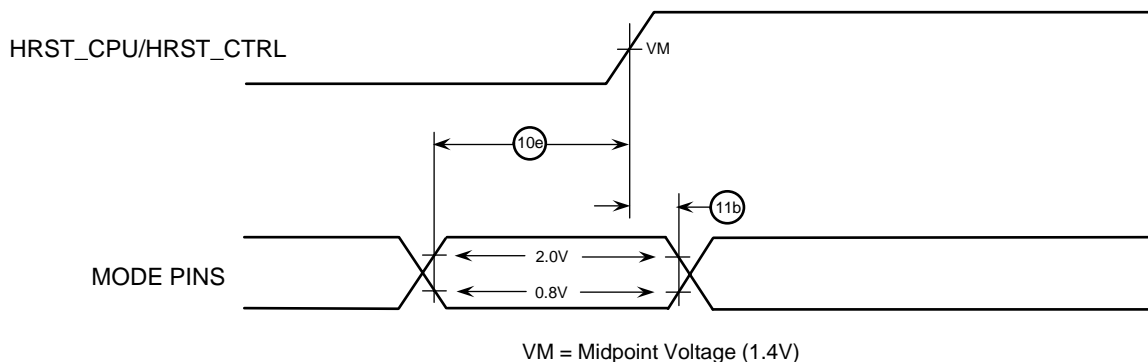 HRST_CPU/HRST_CTRL
VM
10e
11b
2.0V
MODE PINS
0.8V
VM = Midpoint Voltage (1.4V)